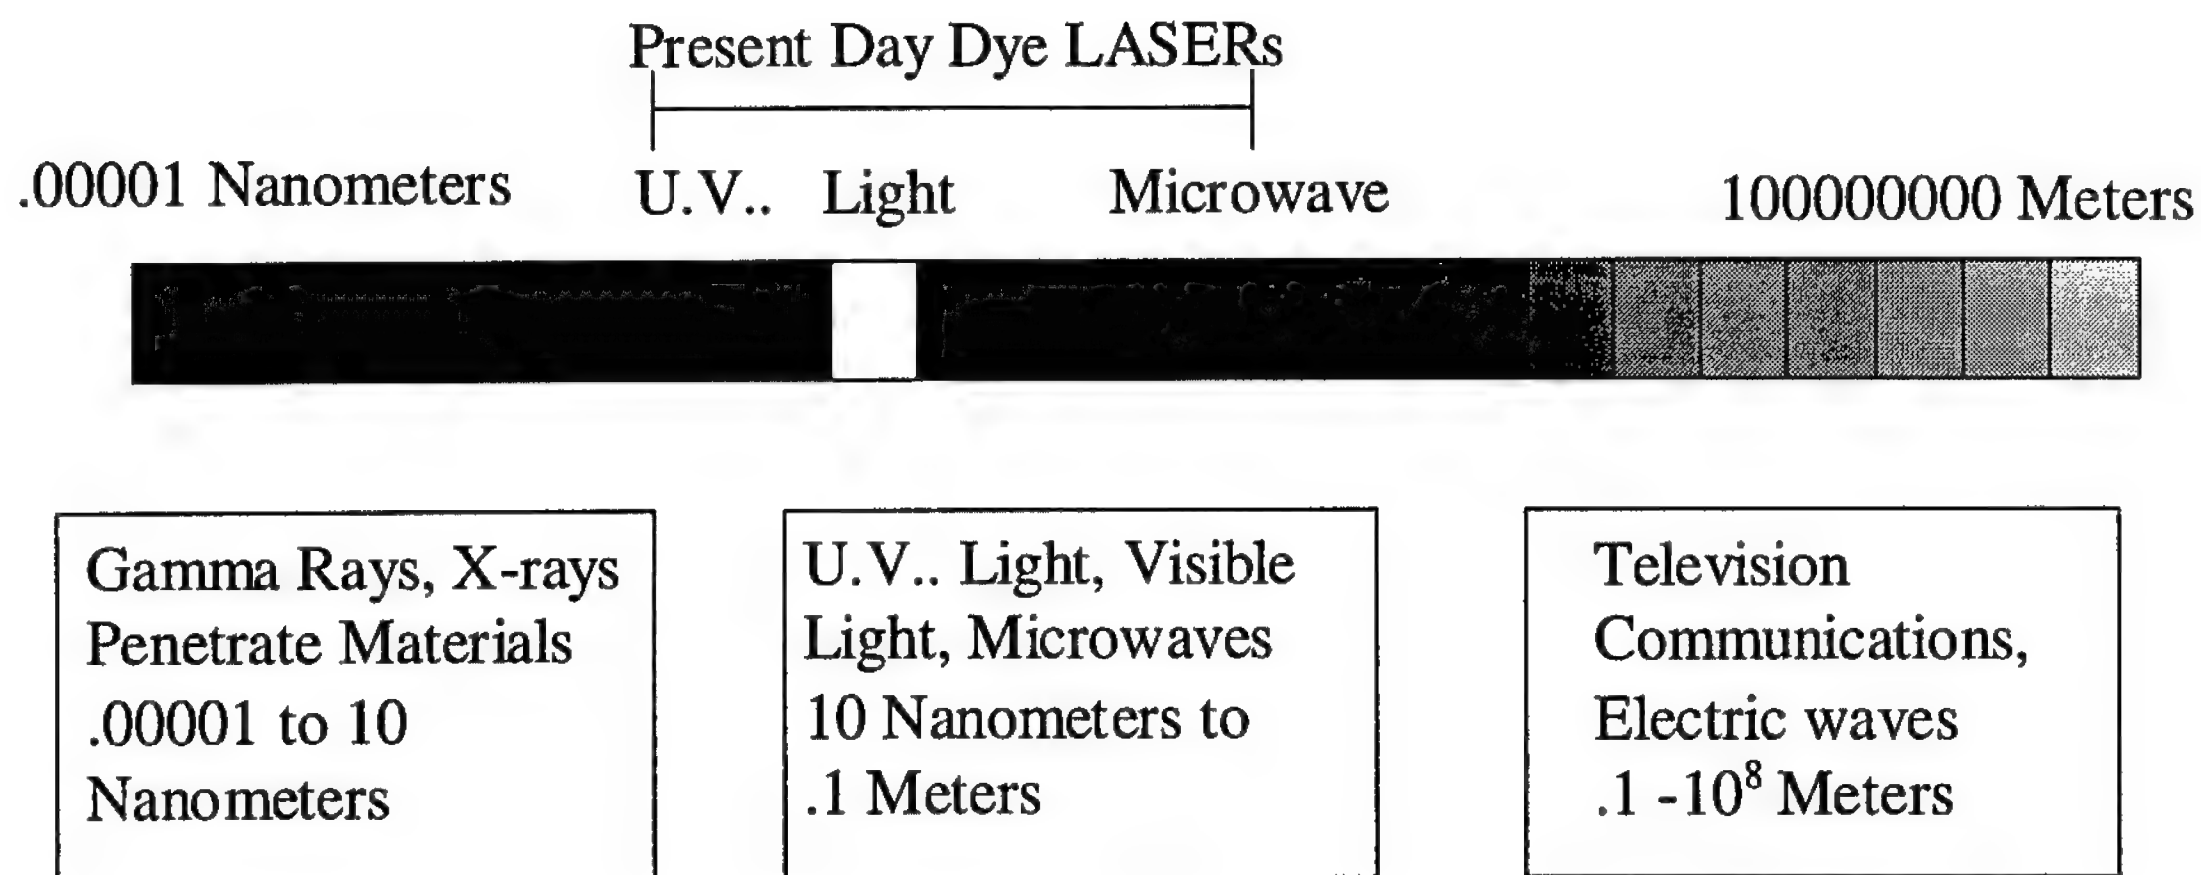 Present Day Dye LASERs
.00001 Nanometers U.V.. Light Microwave 100000000 Meters
Gamma Rays, X-rays
Penetrate Materials
.00001 to 10
Nanometers
U.V.. Light, Visible
Light, Microwaves
10 Nanometers to
.1 Meters
Television
Communications,
Electric waves
.1 -10⁸ Meters